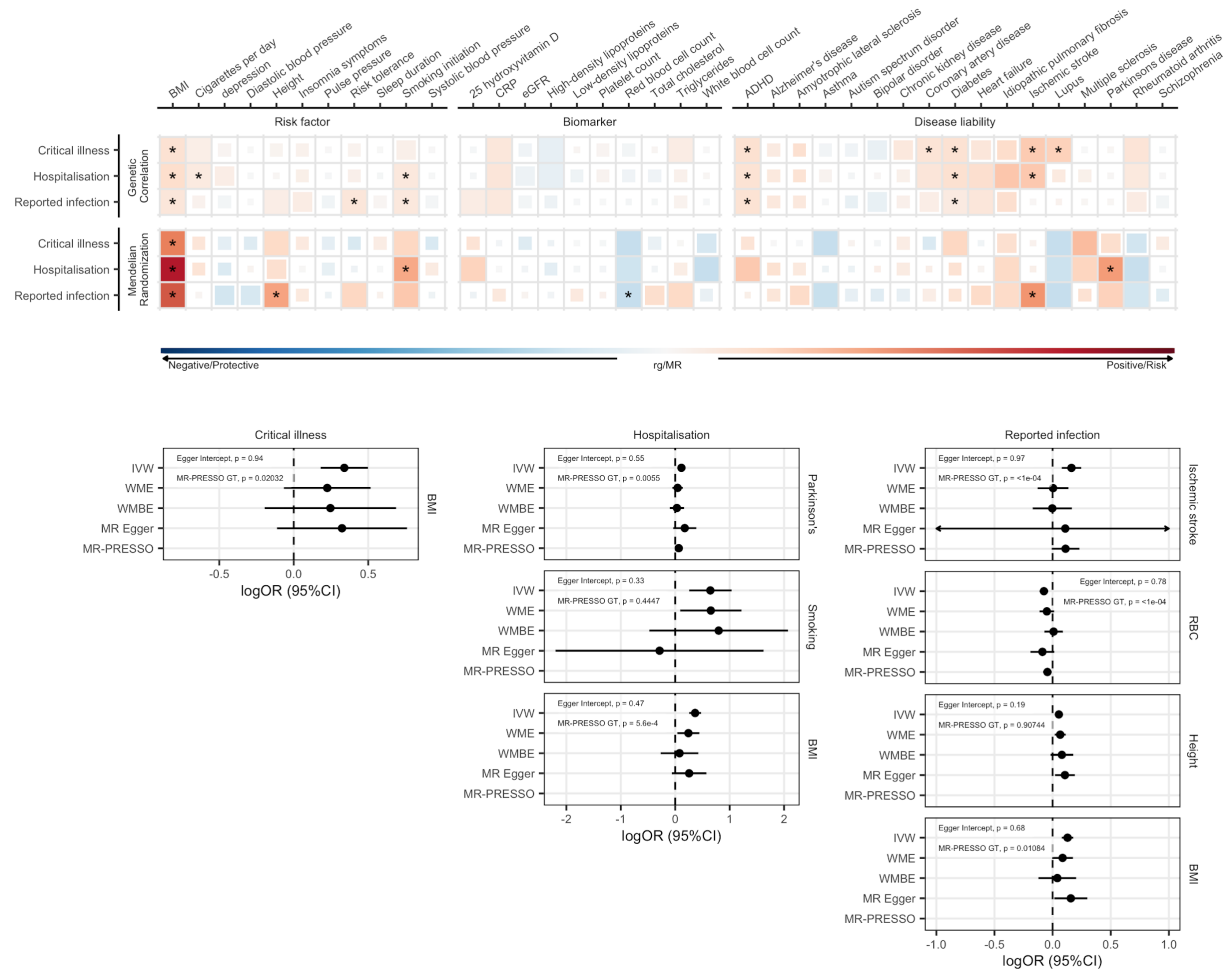 BMI
Cigarettes per day
depression
Diastolic blood pressure
Height
Insomnia symptoms
Pulse pressure
Risk tolerance
Sleep duration
Smoking initiation
Systolic blood pressure
25 hydroxyvitamin D
CRP
eGFR
High-density lipoproteins
Low-density lipoproteins
Platelet count
Red blood cell count
Total cholesterol
Triglycerides
White blood cell count
ADHD
Alzheimer's disease
Amyotrophic lateral sclerosis
Asthma
Autism spectrum disorder
Bipolar disorder
Chronic kidney disease
Coronary artery disease
Diabetes
Heart failure
Idiopathic pulmonary fibrosis
Ischemic stroke
Lupus
Multiple sclerosis
Parkinsons disease
Rheumatoid arthritis
Schizophrenia
Risk factor
Biomarker
Disease liability
Genetic
Correlation
Critical illness
* * * * * *
Hospitalisation
* * * * * *
Reported infection
* * * * *
Mendelian
Randomization
Critical illness
*
Hospitalisation
* * *
Reported infection
* * * *
Negative/Protective
rg/MR
Positive/Risk
Critical illness
Egger Intercept, p = 0.94
MR-PRESSO GT, p = 0.02032
IVW
WME
WMBE
MR Egger
MR-PRESSO
BMI
-0.5 0.0 0.5
logOR (95%CI)
Hospitalisation
Egger Intercept, p = 0.55
MR-PRESSO GT, p = 0.0055
IVW
WME
WMBE
MR Egger
MR-PRESSO
Parkinson's
Egger Intercept, p = 0.33
MR-PRESSO GT, p = 0.4447
IVW
WME
WMBE
MR Egger
MR-PRESSO
Smoking
Egger Intercept, p = 0.47
MR-PRESSO GT, p = 5.6e-4
IVW
WME
WMBE
MR Egger
MR-PRESSO
BMI
-2 -1 0 1 2
logOR (95%CI)
Reported infection
Egger Intercept, p = 0.97
MR-PRESSO GT, p = <1e-04
IVW
WME
WMBE
MR Egger
MR-PRESSO
Ischemic stroke
Egger Intercept, p = 0.78
MR-PRESSO GT, p = <1e-04
IVW
WME
WMBE
MR Egger
MR-PRESSO
RBC
Egger Intercept, p = 0.19
MR-PRESSO GT, p = 0.90744
IVW
WME
WMBE
MR Egger
MR-PRESSO
Height
Egger Intercept, p = 0.68
MR-PRESSO GT, p = 0.01084
IVW
WME
WMBE
MR Egger
MR-PRESSO
BMI
-1.0 -0.5 0.0 0.5 1.0
logOR (95%CI)